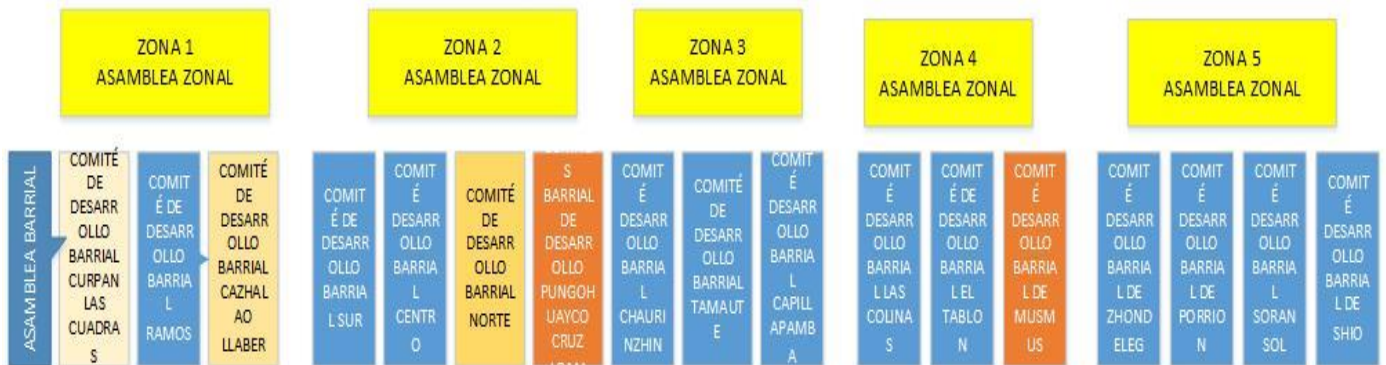 ZONA 1
ASAMBLEA ZONAL
ZONA 2
ASAMBLEA ZONAL
ZONA 3
ASAMBLEA ZONAL
ZONA 4
ASAMBLEA ZONAL
ZONA 5
ASAMBLEA ZONAL
ASAMBLEA BARRIAL
COMITÉ
DE
DESARR
OLLO
BARRIAL
CURPAN
LAS
CUADRA
S
COMIT
É DE
DESARR
OLLO
BARRIA
L
RAMOS
COMITÉ
DE
DESARR
OLLO
BARRIAL
CAZHAL
AO
LLABER
COMIT
É DE
DESARR
OLLO
BARRIA
L SUR
COMIT
É
DESARR
OLLO
BARRIA
L
CENTR
O
COMITÉ
DE
DESARR
OLLO
BARRIAL
NORTE
S
BARRIAL
DE
DESARR
OLLO
PUNGOH
UAYCO
CRUZ
COMIT
É
DESARR
OLLO
BARRIA
L
CHAURI
NZHIN
COMITÉ
DE
DESARR
OLLO
BARRIAL
TAMAUT
E
COMIT
É
DESARR
OLLO
BARRIA
L
CAPILL
APAMB
A
COMIT
É
DESARR
OLLO
BARRIA
L LAS
COLINA
S
COMIT
É DE
DESARR
OLLO
BARRIA
L EL
TABLO
N
COMIT
É
DESARR
OLLO
BARRIA
L DE
MUSM
US
COMIT
É
DESARR
OLLO
BARRIA
L DE
ZHOND
ELEG
COMIT
É
DESARR
OLLO
BARRIA
L DE
PORRIO
N
COMIT
É
DESARR
OLLO
BARRIA
L
SORAN
SOL
COMIT
É
DESARR
OLLO
BARRIA
L DE
SHIO